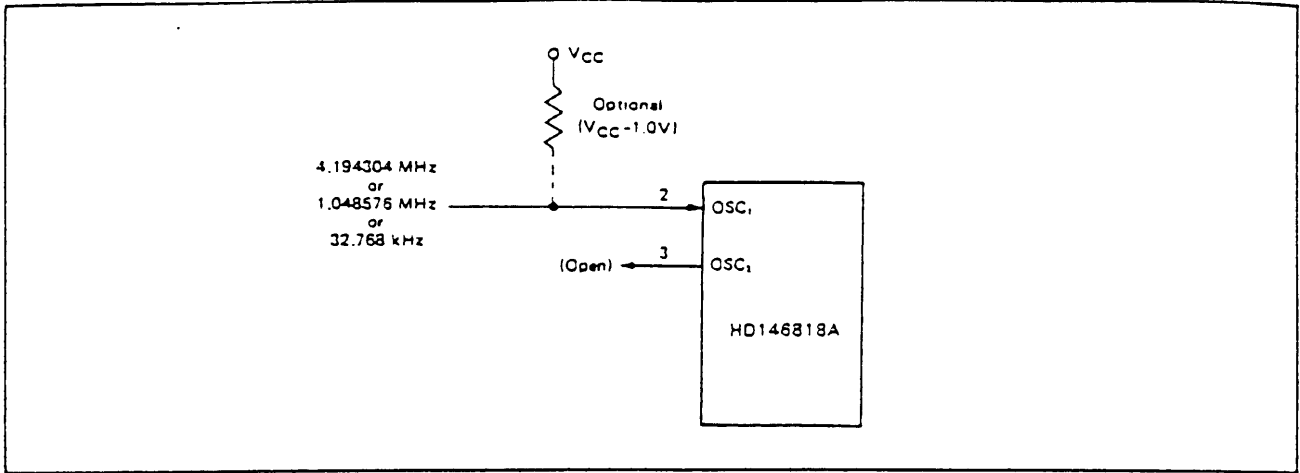 VCC
Optional
(VCC-1.0V)
4.194304 MHz
or
1.048576 MHz
or
32.768 kHz
2
OSC₁
(Open)
3
OSC₂
HD146818A